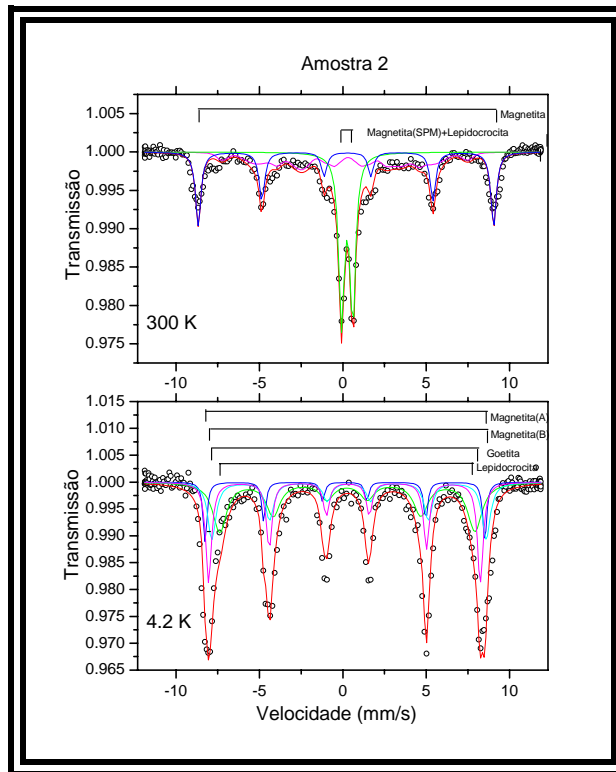 Amostra 2
1.005
Magnetita
Magnetita(SPM)+Lepidocrocita
1.000
0.995
0.990
0.985
0.980
0.975
Transmissão
300 K
-10 -5 0 5 10
1.015
Magnetita(A)
1.010
Magnetita(B)
1.005
Goetita
Lepidocrocita
1.000
0.995
0.990
0.985
0.980
0.975
0.970
0.965
Transmissão
4.2 K
-10 -5 0 5 10
Velocidade (mm/s)